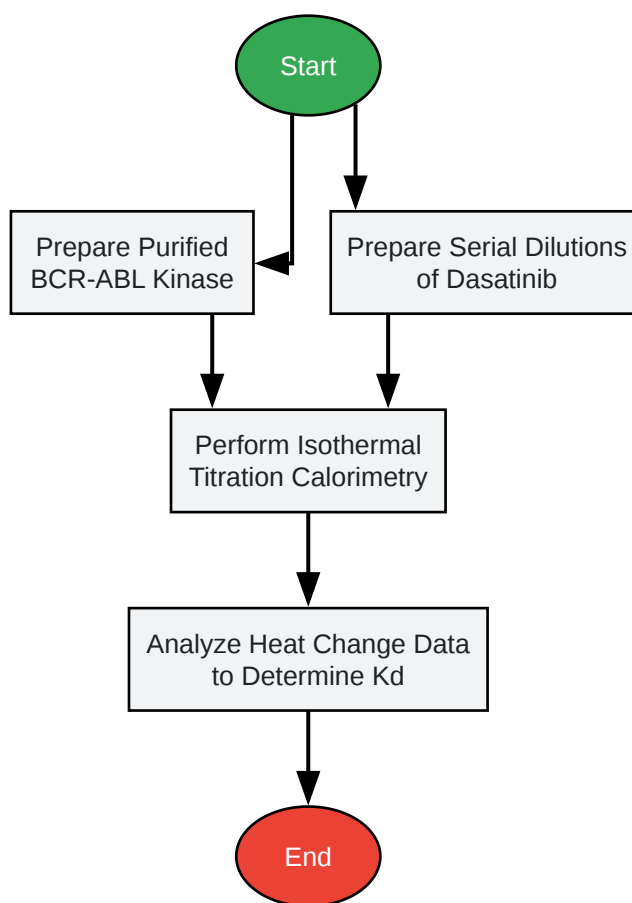 Start
Prepare Purified
BCR-ABL Kinase
Prepare Serial Dilutions
of Dasatinib
Perform Isothermal
Titration Calorimetry
Analyze Heat Change Data
to Determine Kd
End